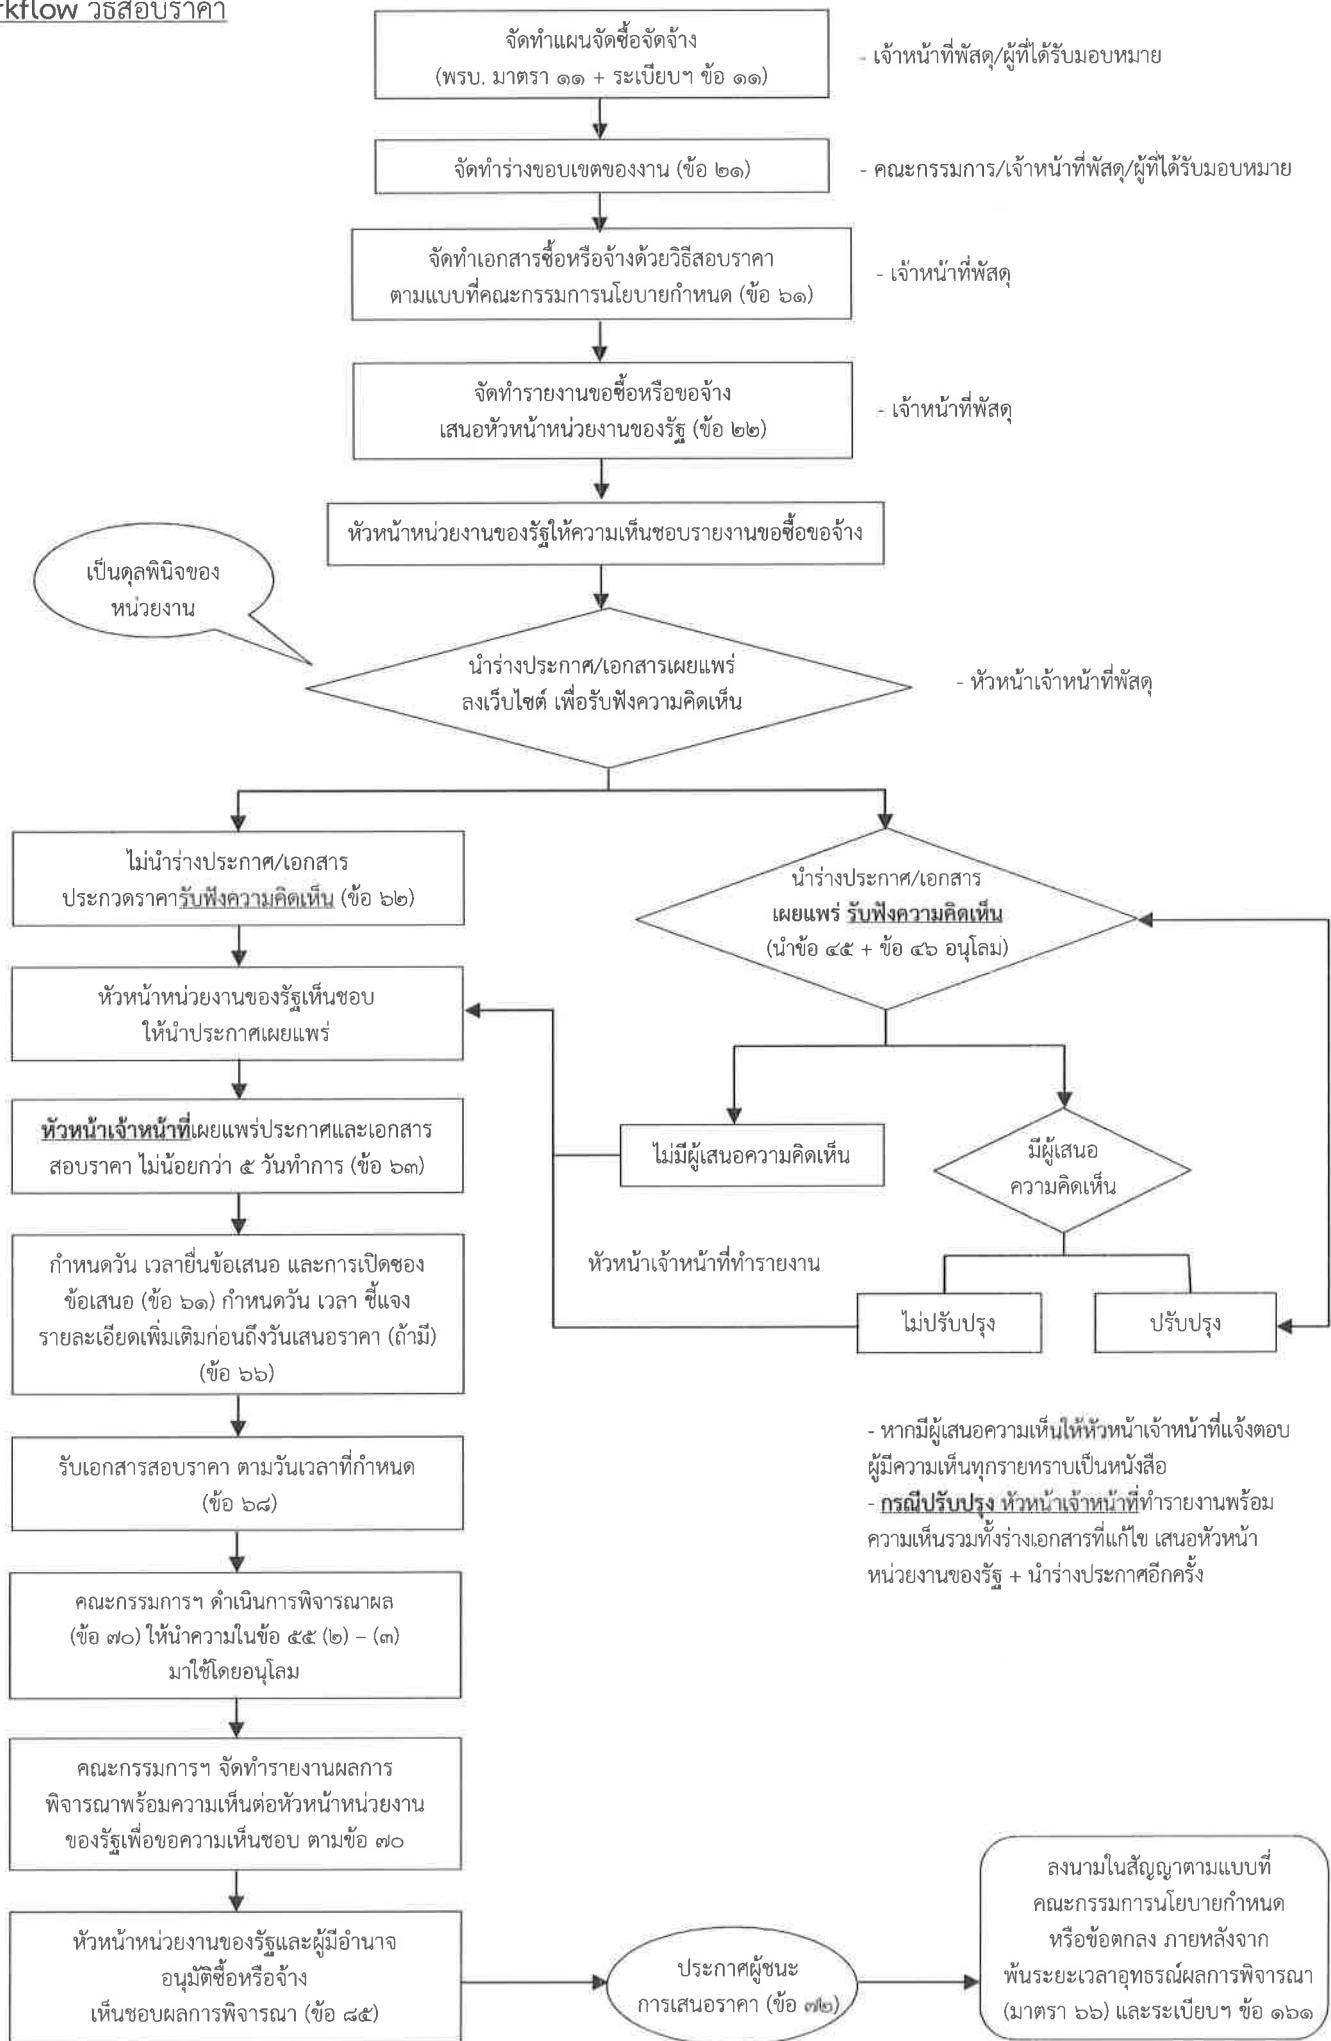 rkflow วิธีสอบราคา
จัดทำแผนจัดซื้อจัดจ้าง
(พรบ. มาตรา ๑๑ + ระเบียบฯ ข้อ ๑๑)
- เจ้าหน้าที่พัสดุ/ผู้ที่ได้รับมอบหมาย
จัดทำร่างขอบเขตของงาน (ข้อ ๒๑)
- คณะกรรมการ/เจ้าหน้าที่พัสดุ/ผู้ที่ได้รับมอบหมาย
จัดทำเอกสารซื้อหรือจ้างด้วยวิธีสอบราคา
ตามแบบที่คณะกรรมการนโยบายกำหนด (ข้อ ๖๑)
- เจ้าหน้าที่พัสดุ
จัดทำรายงานขอซื้อหรือขอจ้าง
เสนอหัวหน้าหน่วยงานของรัฐ (ข้อ ๒๒)
- เจ้าหน้าที่พัสดุ
หัวหน้าหน่วยงานของรัฐให้ความเห็นชอบรายงานขอซื้อขอจ้าง
เป็นดุลพินิจของ
หน่วยงาน
นำร่างประกาศ/เอกสารเผยแพร่
ลงเว็บไซต์ เพื่อรับฟังความคิดเห็น
- หัวหน้าเจ้าหน้าที่พัสดุ
ไม่นำร่างประกาศ/เอกสาร
ประกวดราคารับฟังความคิดเห็น (ข้อ ๖๒)
นำร่างประกาศ/เอกสาร
เผยแพร่ รับฟังความคิดเห็น
(นำข้อ ๔๕ + ข้อ ๔๖ อนุโลม)
หัวหน้าหน่วยงานของรัฐเห็นชอบ
ให้นำประกาศเผยแพร่
หัวหน้าเจ้าหน้าที่เผยแพร่ประกาศและเอกสาร
สอบราคา ไม่น้อยกว่า ๕ วันทำการ (ข้อ ๖๓)
ไม่มีผู้เสนอความคิดเห็น
มีผู้เสนอ
ความคิดเห็น
หัวหน้าเจ้าหน้าที่ทำรายงาน
ไม่ปรับปรุง
ปรับปรุง
กำหนดวัน เวลายื่นข้อเสนอ และการเปิดซอง
ข้อเสนอ (ข้อ ๖๑) กำหนดวัน เวลา ชี้แจง
รายละเอียดเพิ่มเติมก่อนถึงวันเสนอราคา (ถ้ามี)
(ข้อ ๖๖)
- หากมีผู้เสนอความเห็นให้หัวหน้าเจ้าหน้าที่แจ้งตอบ
ผู้มีความเห็นทุกรายทราบเป็นหนังสือ
- กรณีปรับปรุง หัวหน้าเจ้าหน้าที่ทำรายงานพร้อม
ความเห็นรวมทั้งร่างเอกสารที่แก้ไข เสนอหัวหน้า
หน่วยงานของรัฐ + นำร่างประกาศอีกครั้ง
รับเอกสารสอบราคา ตามวันเวลาที่กำหนด
(ข้อ ๖๘)
คณะกรรมการฯ ดำเนินการพิจารณาผล
(ข้อ ๗๐) ให้นำความในข้อ ๕๕ (๒) – (๓)
มาใช้โดยอนุโลม
คณะกรรมการฯ จัดทำรายงานผลการ
พิจารณาพร้อมความเห็นต่อหัวหน้าหน่วยงาน
ของรัฐเพื่อขอความเห็นชอบ ตามข้อ ๗๐
หัวหน้าหน่วยงานของรัฐและผู้มีอำนาจ
อนุมัติซื้อหรือจ้าง
เห็นชอบผลการพิจารณา (ข้อ ๘๕)
ประกาศผู้ชนะ
การเสนอราคา (ข้อ ๗๒)
ลงนามในสัญญาตามแบบที่
คณะกรรมการนโยบายกำหนด
หรือข้อตกลง ภายหลังจาก
พ้นระยะเวลาอุทธรณ์ผลการพิจารณา
(มาตรา ๖๖) และระเบียบฯ ข้อ ๑๖๑